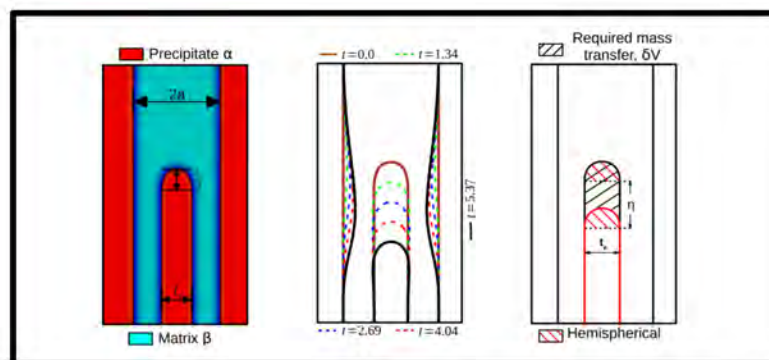 Precipitate α
2a
Matrix β
t=0.0
t=1.34
t=5.37
t=2.69
t=4.04
Required mass
transfer, δV
η
Hemispherical